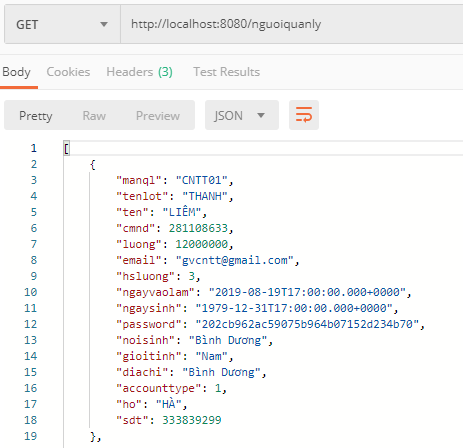 GET http://localhost:8080/nguoiquanly
Body Cookies Headers (3) Test Results
Pretty Raw Preview JSON
1 [
2 {
3 "manql": "CNTT01",
4 "tenlot": "THANH",
5 "ten": "LIÊM",
6 "cmnd": 281108633,
7 "luong": 12000000,
8 "email": "gvcntt@gmail.com",
9 "hsluong": 3,
10 "ngayvaolam": "2019-08-19T17:00:00.000+0000",
11 "ngaysinh": "1979-12-31T17:00:00.000+0000",
12 "password": "202cb962ac59075b964b07152d234b70",
13 "noisinh": "Bình Dương",
14 "gioitinh": "Nam",
15 "diachi": "Bình Dương",
16 "accounttype": 1,
17 "ho": "HÀ",
18 "sdt": 333839299
19 },